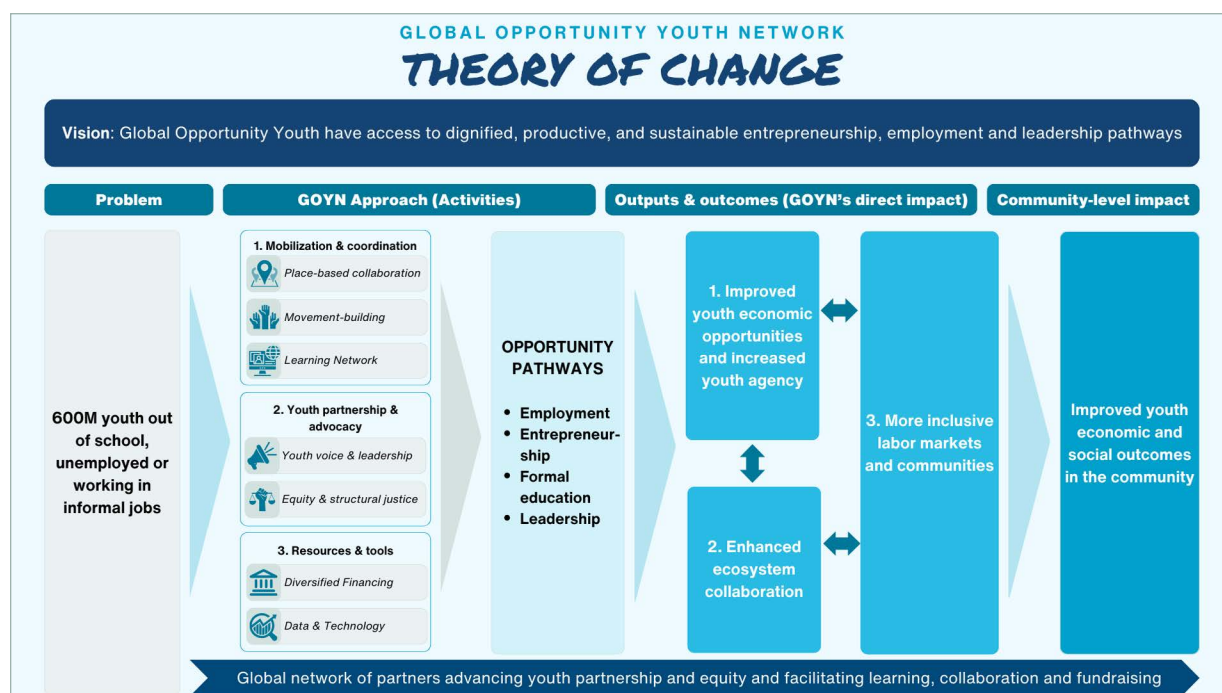 GLOBAL OPPORTUNITY YOUTH NETWORK
THEORY OF CHANGE
Vision: Global Opportunity Youth have access to dignified, productive, and sustainable entrepreneurship, employment and leadership pathways
Problem
GOYN Approach (Activities)
Outputs & outcomes (GOYN's direct impact)
Community-level impact
600M youth out
of school,
unemployed or
working in
informal jobs
1. Mobilization & coordination
Place-based collaboration
Movement-building
Learning Network
2. Youth partnership &
advocacy
Youth voice & leadership
Equity & structural justice
3. Resources & tools
Diversified Financing
Data & Technology
OPPORTUNITY
PATHWAYS
• Employment
• Entrepreneur-
ship
• Formal
education
• Leadership
1. Improved
youth economic
opportunities
and increased
youth agency
2. Enhanced
ecosystem
collaboration
3. More inclusive
labor markets
and communities
Improved youth
economic and
social outcomes
in the community
Global network of partners advancing youth partnership and equity and facilitating learning, collaboration and fundraising